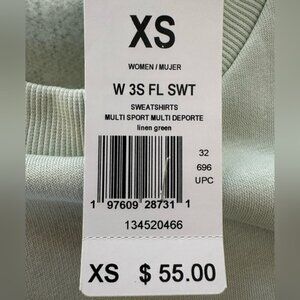 XS
WOMEN / MUJER
W 3S FL SWT
SWEATSHIRTS
MULTI SPORT MULTI DEPORTE
linen green
32
696
UPC
1 97609 28731 1
134520466
XS $ 55.00